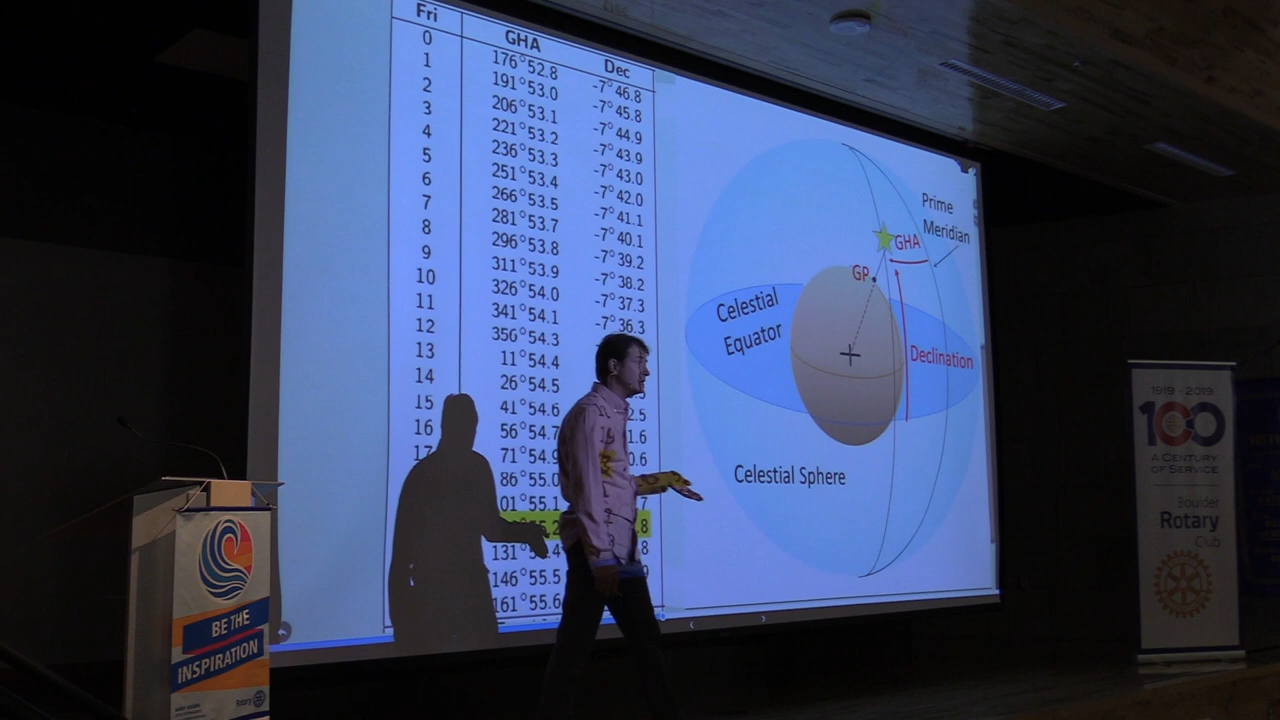 Fri GHA Dec
0 176°52.8 -7°46.8
1 191°53.0 -7°45.8
2 206°53.1 -7°44.9
3 221°53.2 -7°43.9
4 236°53.3 -7°43.0
5 251°53.4 -7°42.0
6 266°53.5 -7°41.1
7 281°53.7 -7°40.1
8 296°53.8 -7°39.2
9 311°53.9 -7°38.2
10 326°54.0 -7°37.3
11 341°54.1 -7°36.3
12 356°54.3
13 11°54.4
14 26°54.5
15 41°54.6
16 56°54.7
17 71°54.9
86°55.0
131°
146°55.5
161°55.6
Prime
Meridian
GHA
GP
Celestial
Equator
Declination
Celestial Sphere
BE THE
INSPIRATION
Rotary
1919 - 2019
100
A CENTURY
OF SERVICE
Boulder
Rotary
Club